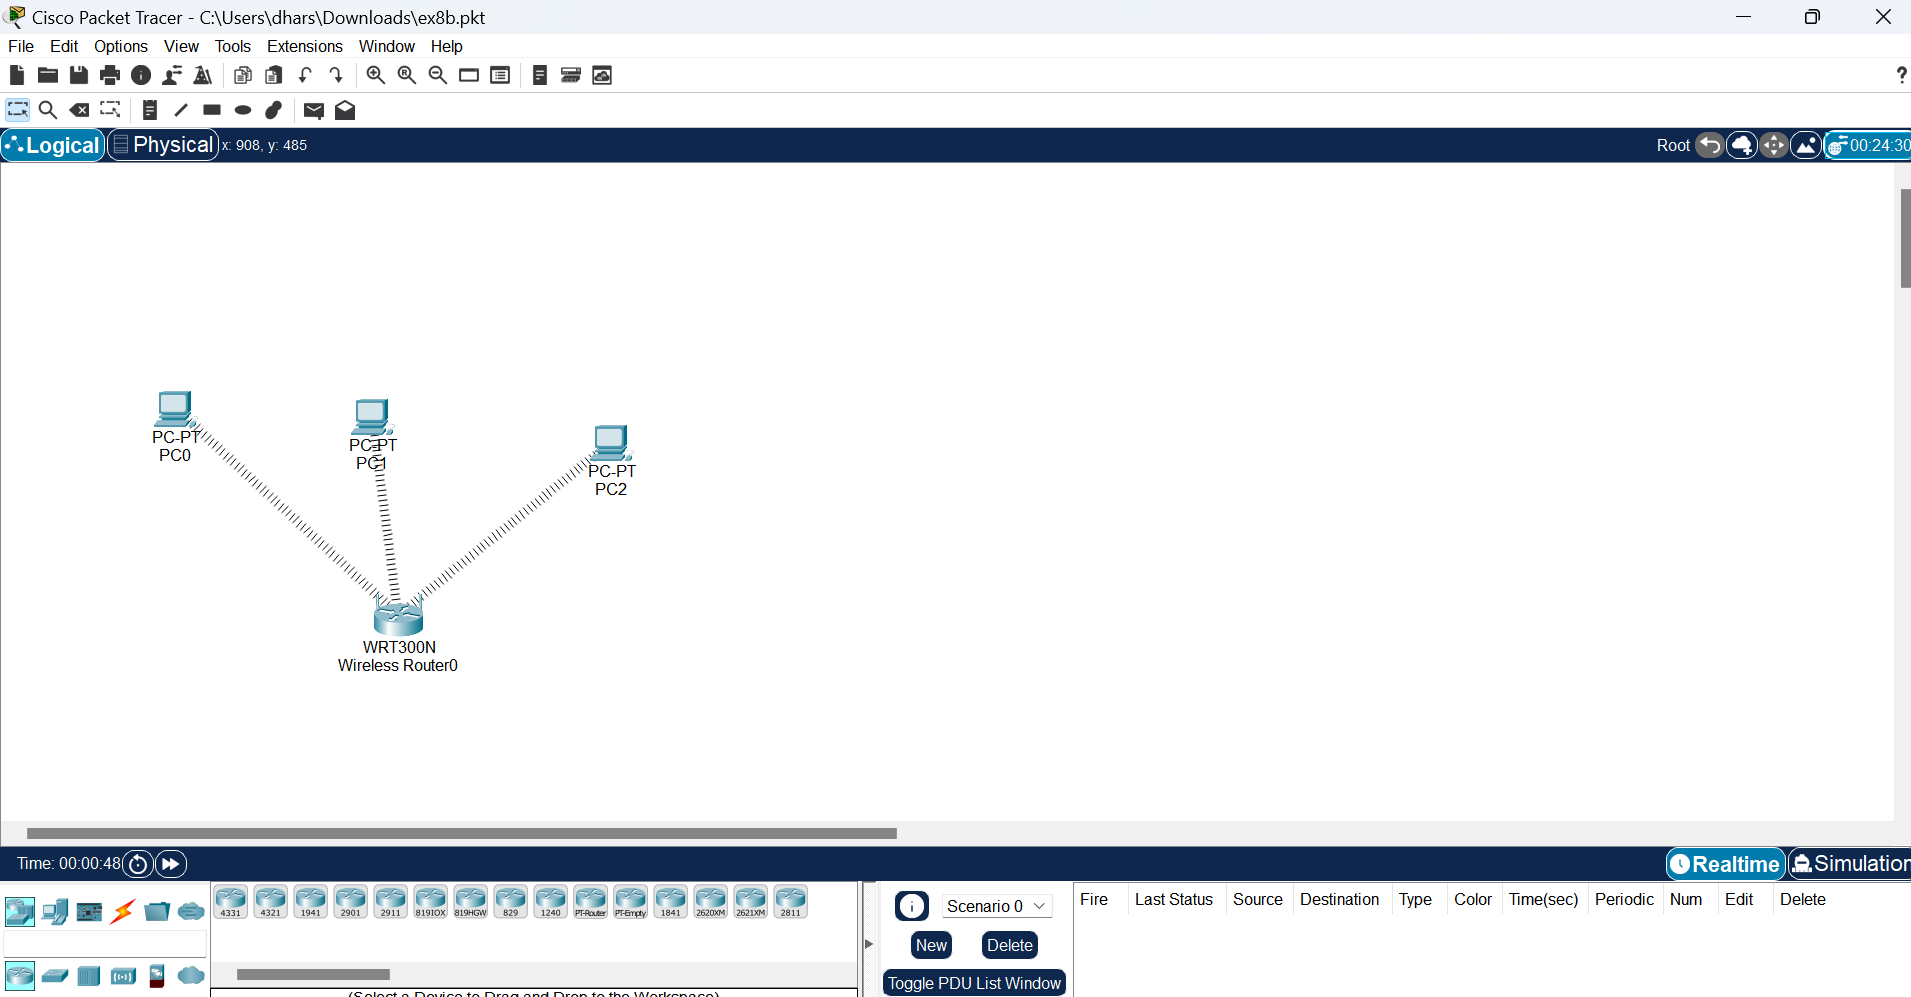 Cisco Packet Tracer - C:\Users\dhars\Downloads\ex8b.pkt
File Edit Options View Tools Extensions Window Help
?
Logical Physical x: 908, y: 485 Root 00:24:30
PC-PT
PC0
PC-PT
PC1
PC-PT
PC2
WRT300N
Wireless Router0
Time: 00:00:48 Realtime Simulation
4331 4321 1941 2901 2911 819IOX 819HGW 829 1240 PT-Router PT-Empty 1841 2620XM 2621XM 2811
(Select a Device to Drag and Drop to the Workspace)
Scenario 0
New Delete
Toggle PDU List Window
Fire Last Status Source Destination Type Color Time(sec) Periodic Num Edit Delete